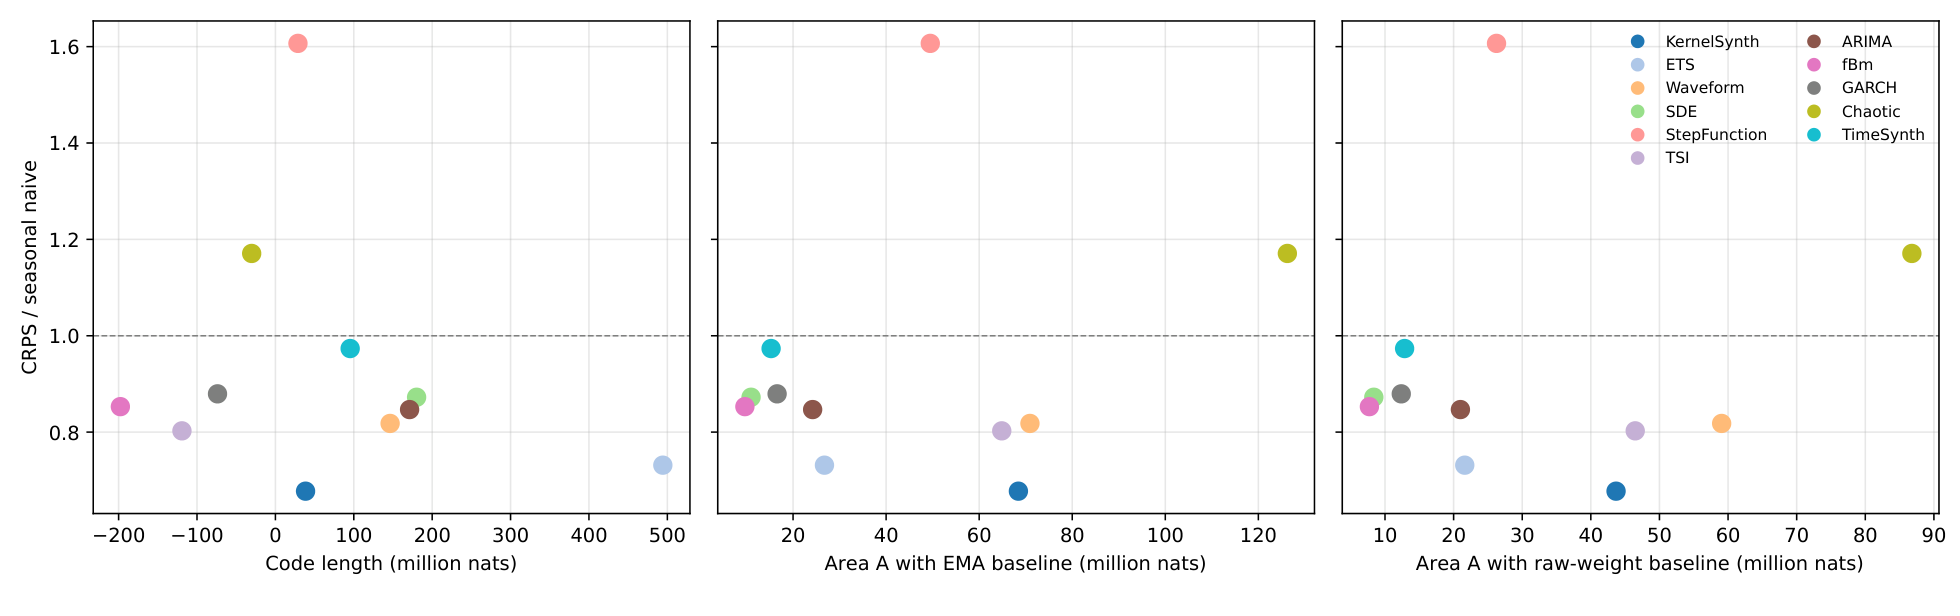 CRPS / seasonal naive
1.6
1.4
1.2
1.0
0.8
−200 −100 0 100 200 300 400 500
Code length (million nats)
20 40 60 80 100 120
Area A with EMA baseline (million nats)
KernelSynth ARIMA
ETS fBm
Waveform GARCH
SDE Chaotic
StepFunction TimeSynth
TSI
10 20 30 40 50 60 70 80 90
Area A with raw-weight baseline (million nats)